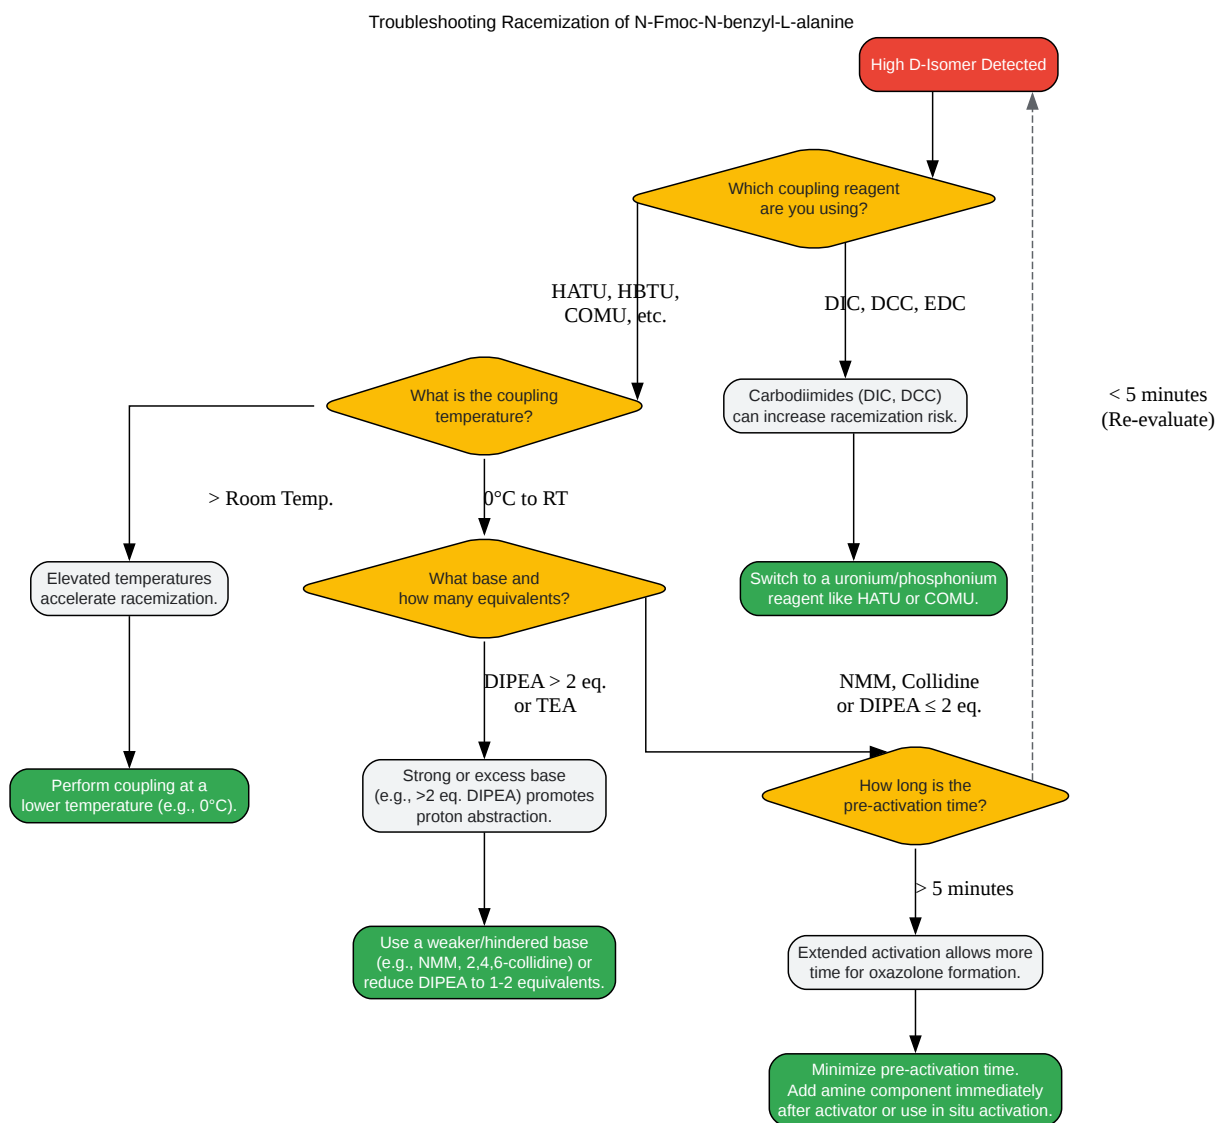 Troubleshooting Racemization of N-Fmoc-N-benzyl-L-alanine
High D-Isomer Detected
Which coupling reagent
are you using?
HATU, HBTU,
COMU, etc.
DIC, DCC, EDC
What is the coupling
temperature?
Carbodiimides (DIC, DCC)
can increase racemization risk.
< 5 minutes
(Re-evaluate)
> Room Temp.
0°C to RT
Elevated temperatures
accelerate racemization.
What base and
how many equivalents?
Switch to a uronium/phosphonium
reagent like HATU or COMU.
DIPEA > 2 eq.
or TEA
NMM, Collidine
or DIPEA ≤ 2 eq.
Perform coupling at a
lower temperature (e.g., 0°C).
Strong or excess base
(e.g., >2 eq. DIPEA) promotes
proton abstraction.
How long is the
pre-activation time?
> 5 minutes
Use a weaker/hindered base
(e.g., NMM, 2,4,6-collidine) or
reduce DIPEA to 1-2 equivalents.
Extended activation allows more
time for oxazolone formation.
Minimize pre-activation time.
Add amine component immediately
after activator or use in situ activation.